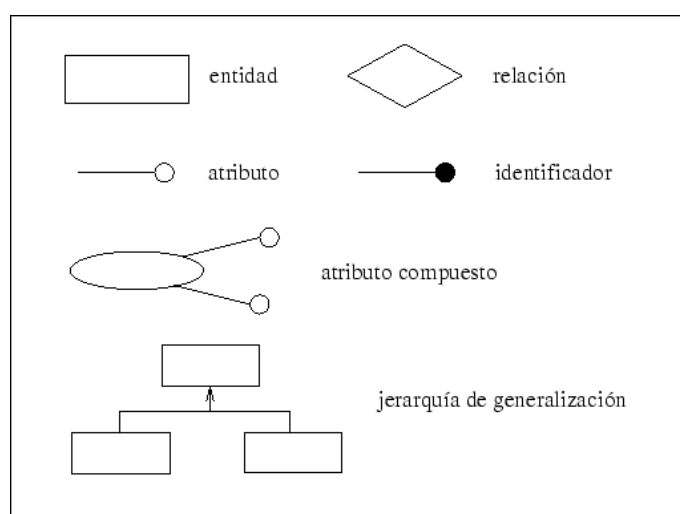 entidad
relación
atributo
identificador
atributo compuesto
jerarquía de generalización